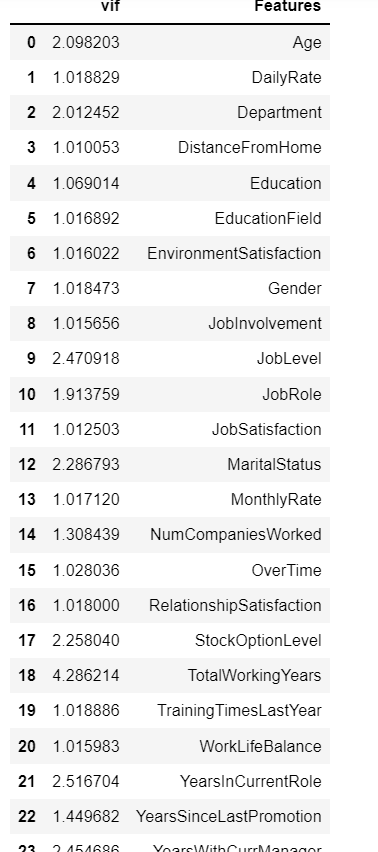 vif Features
0 2.098203 Age
1 1.018829 DailyRate
2 2.012452 Department
3 1.010053 DistanceFromHome
4 1.069014 Education
5 1.016892 EducationField
6 1.016022 EnvironmentSatisfaction
7 1.018473 Gender
8 1.015656 JobInvolvement
9 2.470918 JobLevel
10 1.913759 JobRole
11 1.012503 JobSatisfaction
12 2.286793 MaritalStatus
13 1.017120 MonthlyRate
14 1.308439 NumCompaniesWorked
15 1.028036 OverTime
16 1.018000 RelationshipSatisfaction
17 2.258040 StockOptionLevel
18 4.286214 TotalWorkingYears
19 1.018886 TrainingTimesLastYear
20 1.015983 WorkLifeBalance
21 2.516704 YearsInCurrentRole
22 1.449682 YearsSinceLastPromotion
23 2.454686 YearsWithCurrManager